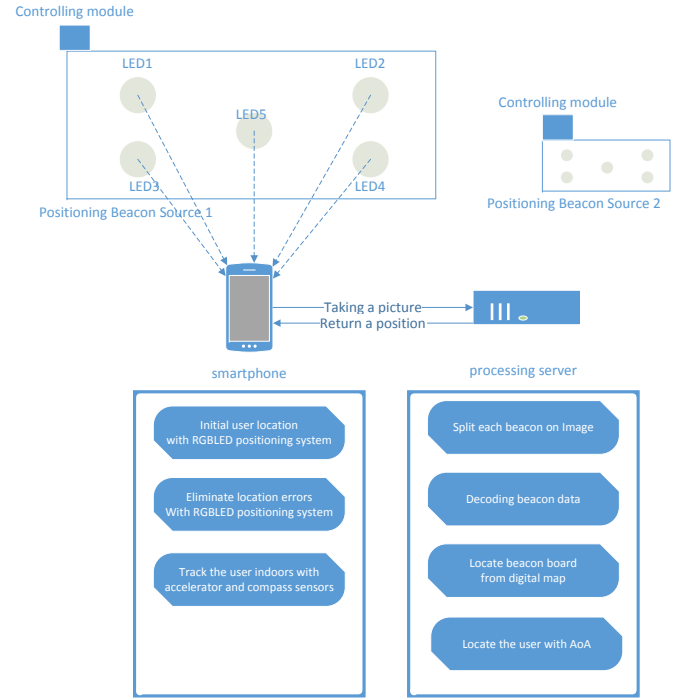 Controlling module
LED1
LED2
LED5
LED3
LED4
Positioning Beacon Source 1
Controlling module
Positioning Beacon Source 2
Taking a picture
Return a position
smartphone
processing server
Initial user location
with RGBLED positioning system
Eliminate location errors
With RGBLED positioning system
Track the user indoors with
accelerator and compass sensors
Split each beacon on Image
Decoding beacon data
Locate beacon board
from digital map
Locate the user with AoA